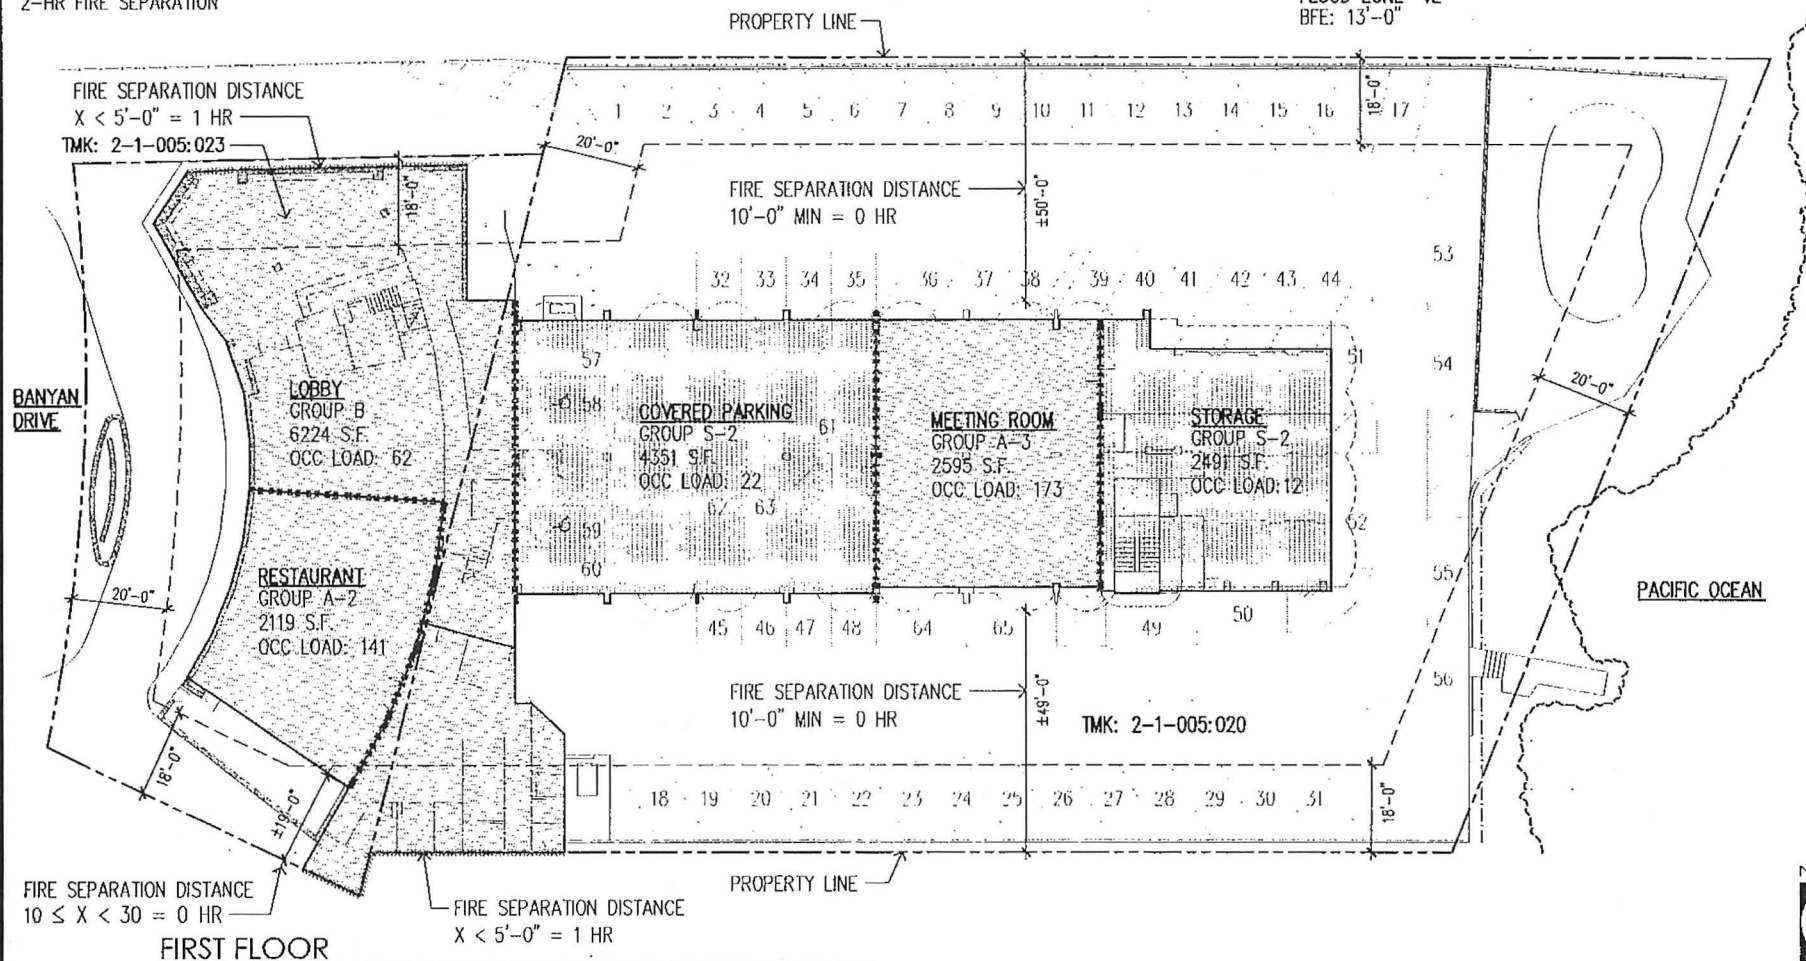 2-HR FIRE SEPARATION
BFE: 13'-0"
PROPERTY LINE
FIRE SEPARATION DISTANCE
X < 5'-0" = 1 HR
TMK: 2-1-005:023
1 2 3 4 5 6 7 8 9 10 11 12 13 14 15 16 17
18'-0"
20'-0"
18'-0"
FIRE SEPARATION DISTANCE
10'-0" MIN = 0 HR
±50'-0"
53
32 33 34 35 36 37 38 39 40 41 42 43 44
57
51
54
20'-0"
BANYAN
DRIVE
LOBBY
GROUP B
6224 S.F.
OCC LOAD: 62
58
COVERED PARKING
GROUP S-2
4351 S.F.
OCC LOAD: 22
61
62 63
MEETING ROOM
GROUP A-3
2595 S.F.
OCC LOAD: 173
STORAGE
GROUP S-2
2491 S.F.
OCC LOAD: 12
59
60
52
55
RESTAURANT
GROUP A-2
2119 S.F.
OCC LOAD: 141
20'-0"
PACIFIC OCEAN
45 46 47 48 64 65 49 50
56
FIRE SEPARATION DISTANCE
10'-0" MIN = 0 HR
±49'-0"
TMK: 2-1-005:020
18'-0"
±19'-0"
18 19 20 21 22 23 24 25 26 27 28 29 30 31
18'-0"
PROPERTY LINE
FIRE SEPARATION DISTANCE
10 ≤ X < 30 = 0 HR
FIRE SEPARATION DISTANCE
X < 5'-0" = 1 HR
FIRST FLOOR